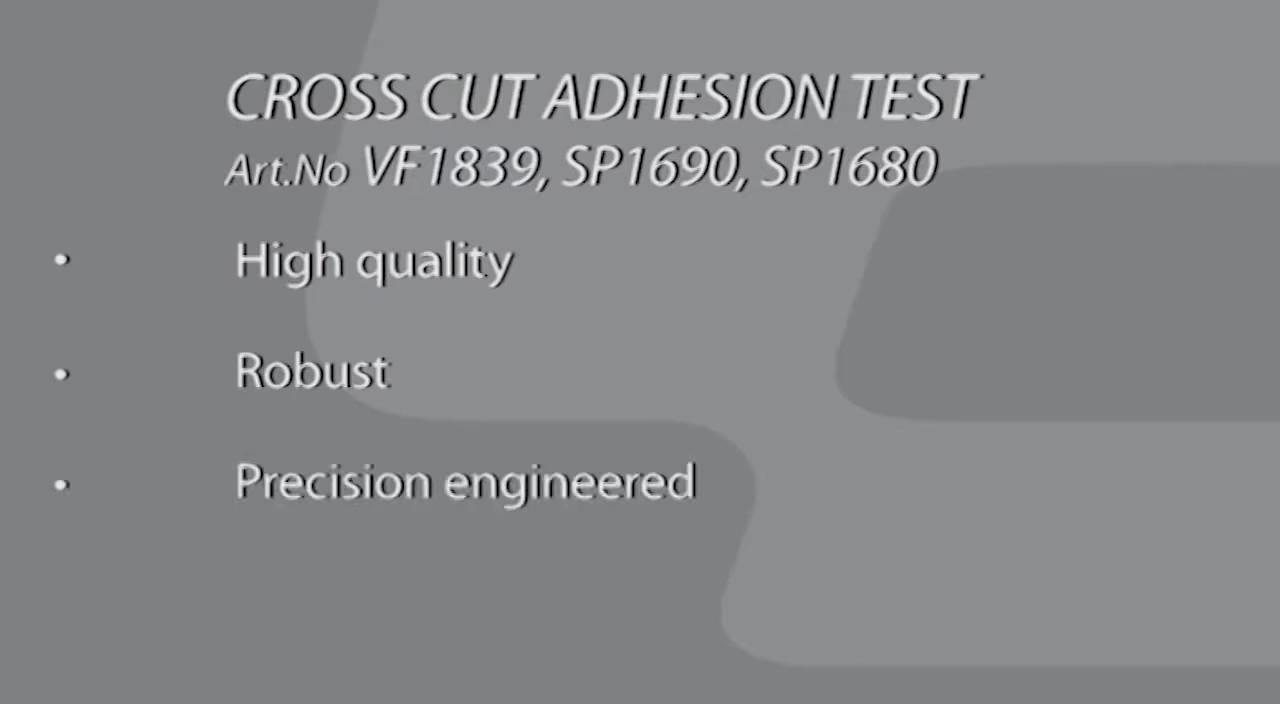 CROSS CUT ADHESION TEST
Art.No VF1839, SP1690, SP1680
• High quality
• Robust
• Precision engineered